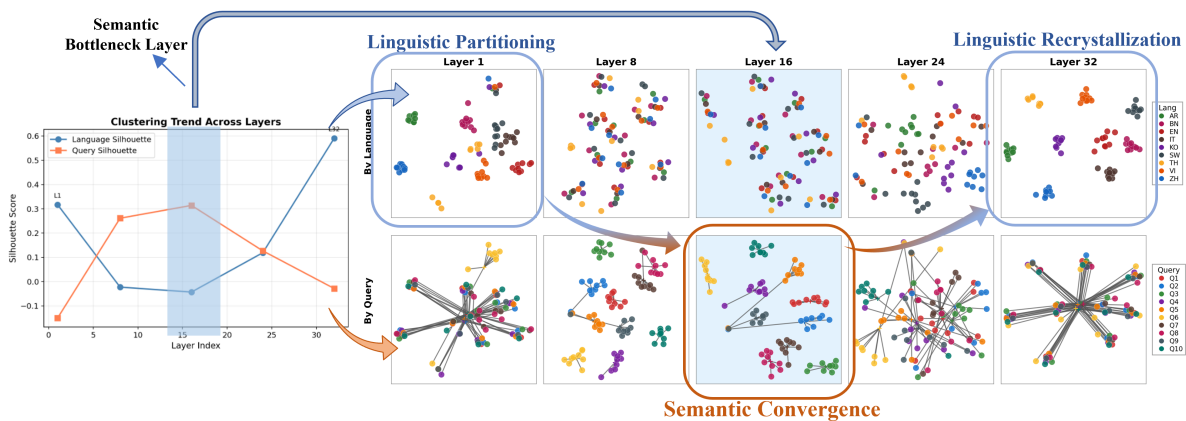 Semantic
Bottleneck Layer
Linguistic Partitioning
Linguistic Recrystallization
Layer 1
Layer 8
Layer 16
Layer 24
Layer 32
Clustering Trend Across Layers
Language Silhouette
Query Silhouette
L1
L32
Silhouette Score
0.6
0.5
0.4
0.3
0.2
0.1
0.0
−0.1
0
5
10
15
20
25
30
Layer Index
By Language
By Query
Lang
AR
BN
EN
IT
KO
SW
TH
VI
ZH
Query
Q1
Q2
Q3
Q4
Q5
Q6
Q7
Q8
Q9
Q10
Semantic Convergence